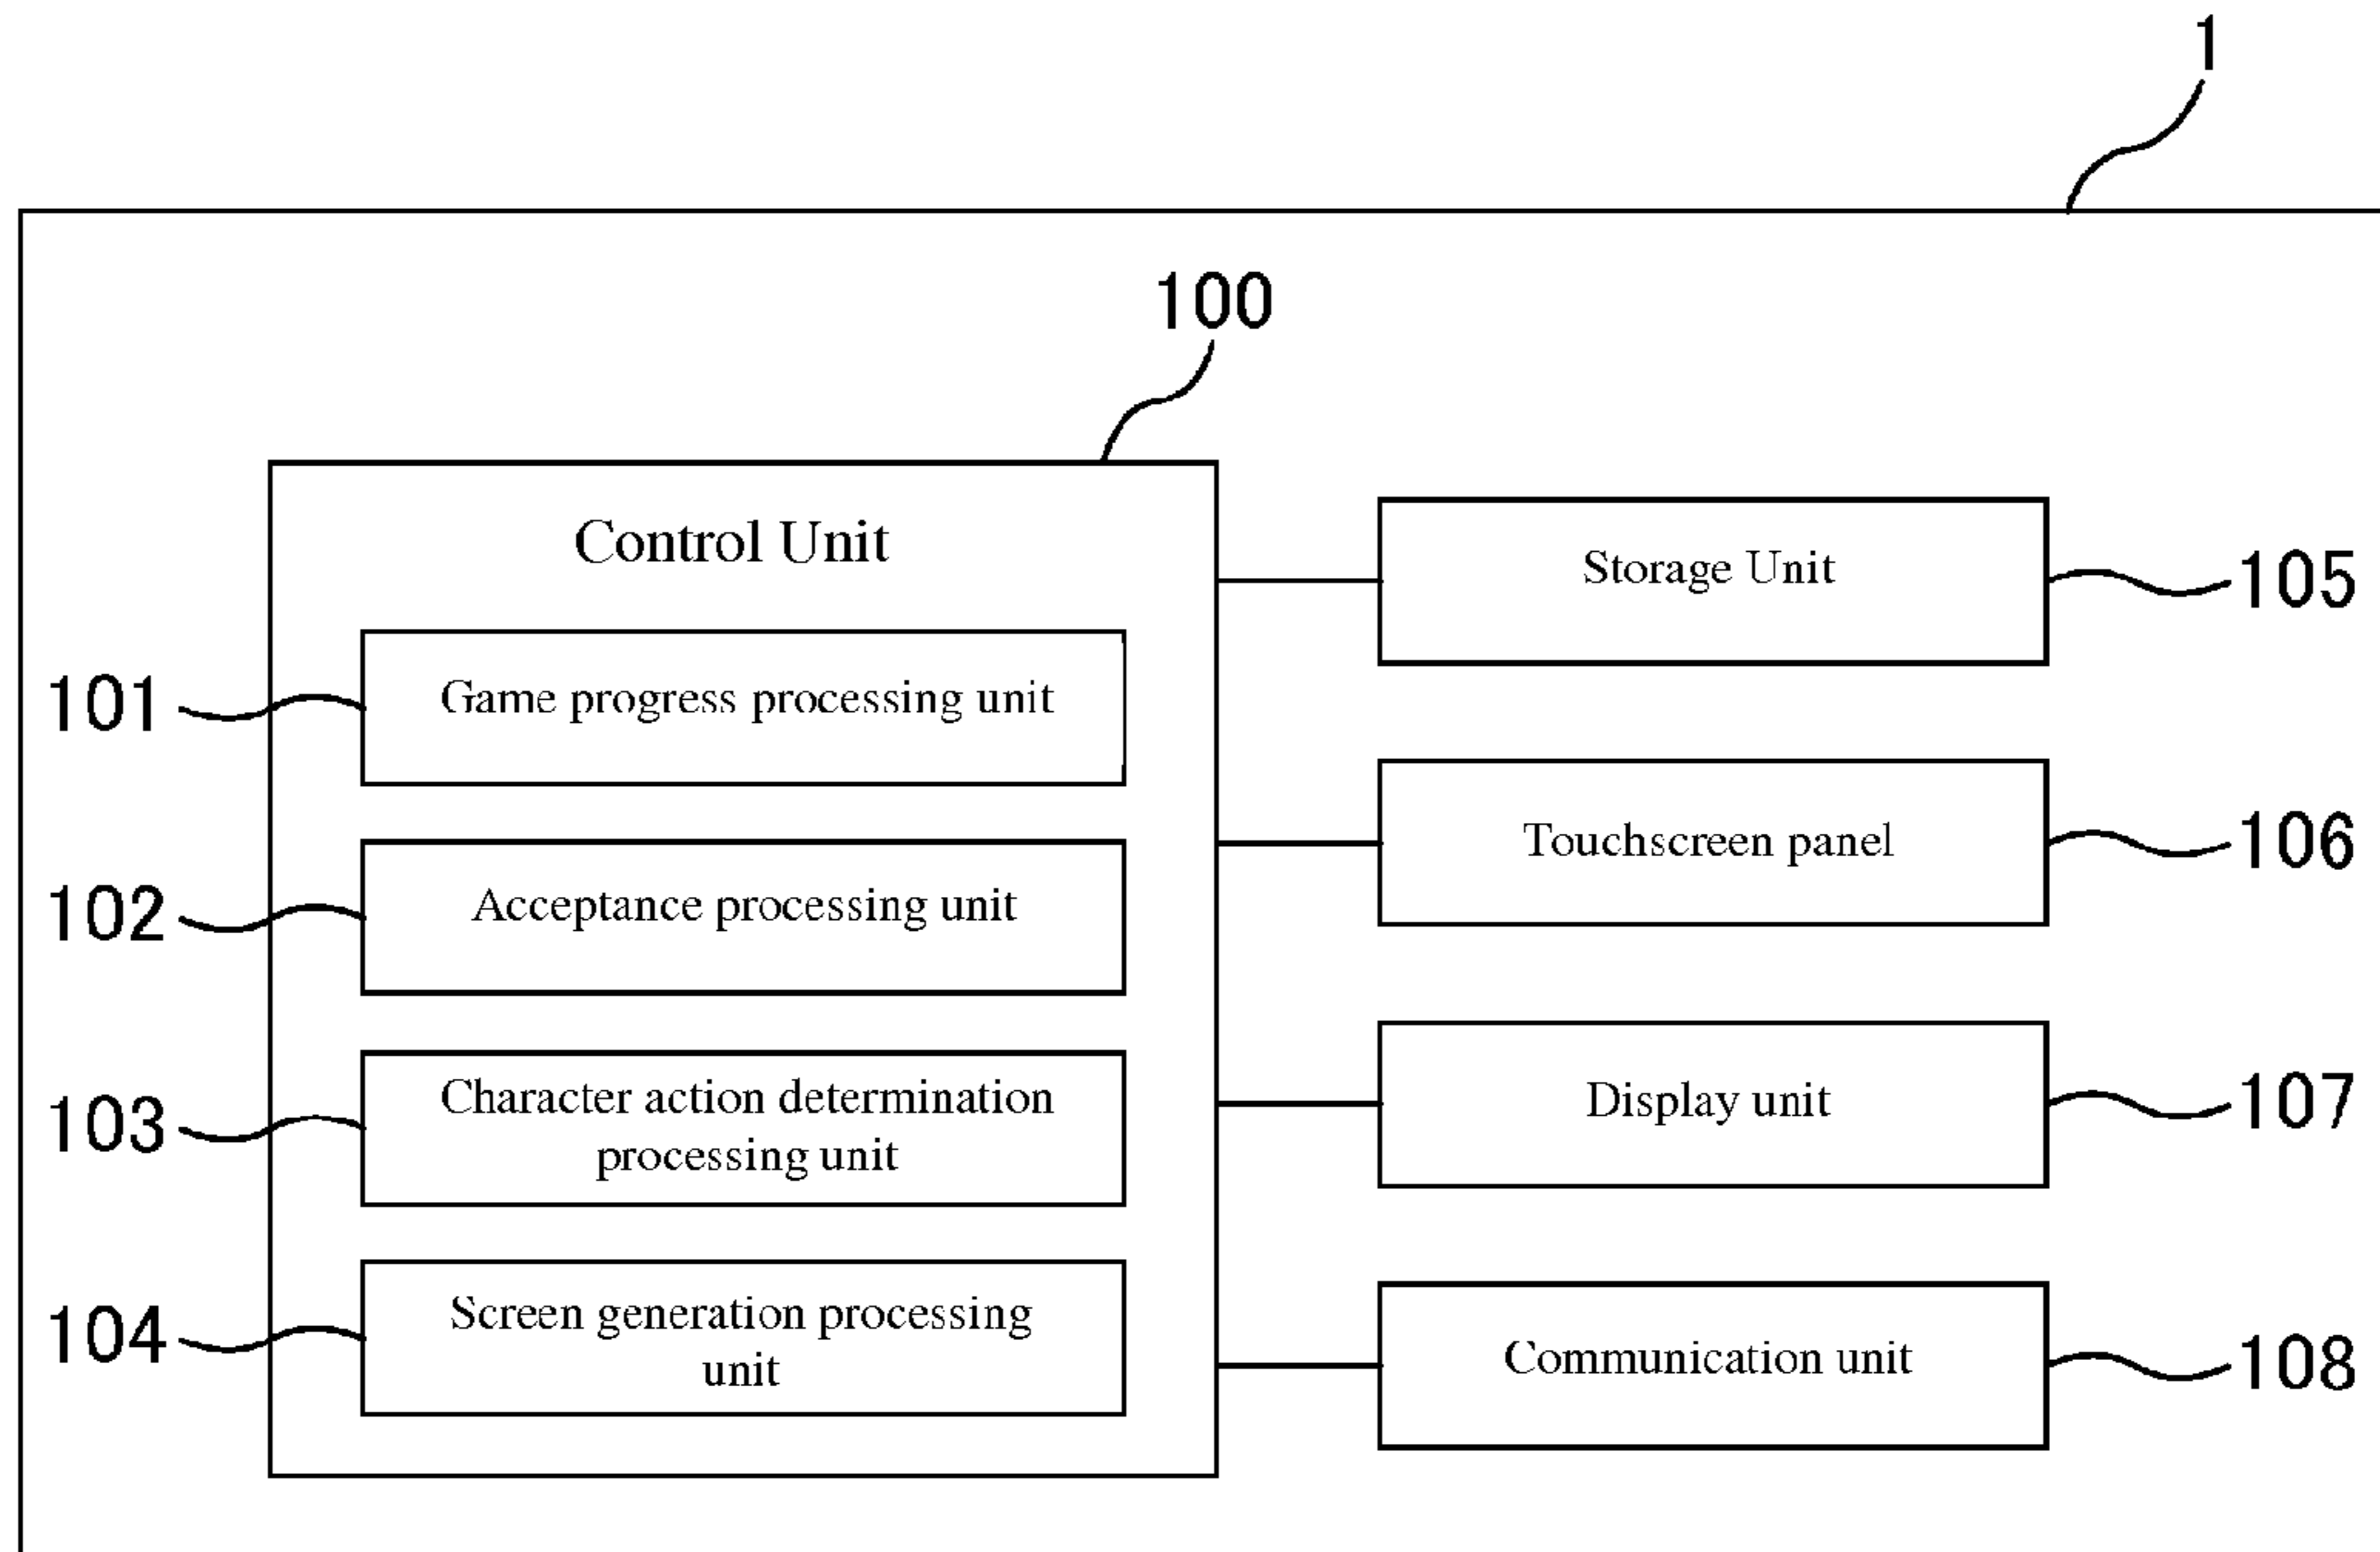 1
100
Control Unit
Storage Unit
105
101
Game progress processing unit
Touchscreen panel
106
102
Acceptance processing unit
Display unit
107
103
Character action determination
processing unit
104
Screen generation processing
unit
Communication unit
108